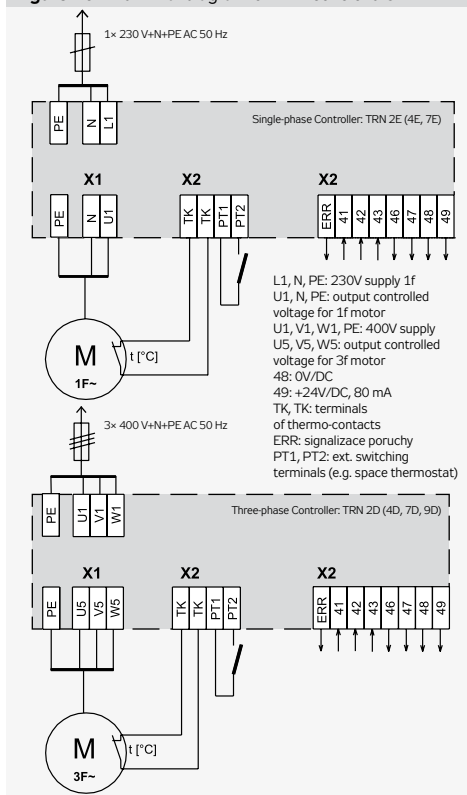 1× 230 V+N+PE AC 50 Hz
PE N L1
Single-phase Controller: TRN 2E (4E, 7E)
X1 X2 X2
PE N U1 TK TK PT1 PT2 ERR 41 42 43 46 47 48 49
M
1F~
t [°C]
L1, N, PE: 230V supply 1f
U1, N, PE: output controlled
voltage for 1f motor
U1, V1, W1, PE: 400V supply
U5, V5, W5: output controlled
voltage for 3f motor
48: 0V/DC
49: +24V/DC, 80 mA
TK, TK: terminals
of thermo-contacts
ERR: signalizace poruchy
PT1, PT2: ext. switching
terminals (e.g. space thermostat)
3× 400 V+N+PE AC 50 Hz
PE U1 V1 W1
Three-phase Controller: TRN 2D (4D, 7D, 9D)
X1 X2 X2
PE U5 V5 W5 TK TK PT1 PT2 ERR 41 42 43 46 47 48 49
M
3F~
t [°C]